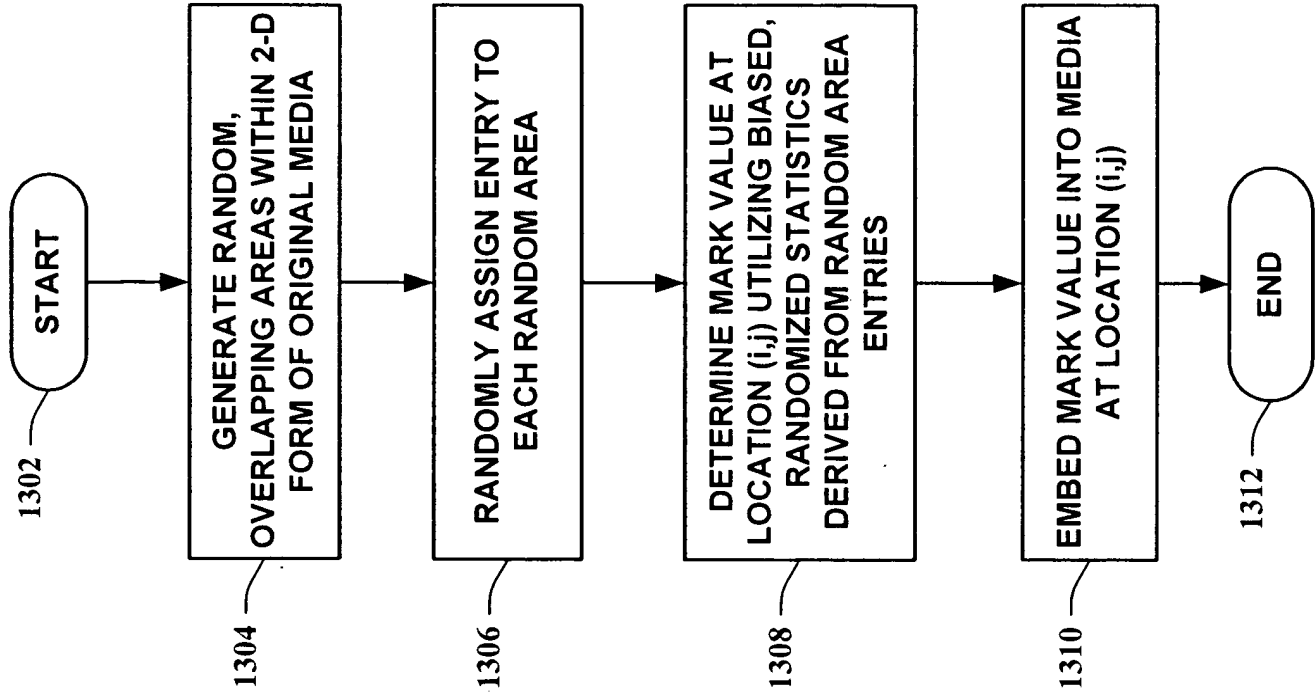 START
1302
GENERATE RANDOM,
OVERLAPPING AREAS WITHIN 2-D
FORM OF ORIGINAL MEDIA
1304
RANDOMLY ASSIGN ENTRY TO
EACH RANDOM AREA
1306
DETERMINE MARK VALUE AT
LOCATION (i,j) UTILIZING BIASED,
RANDOMIZED STATISTICS
DERIVED FROM RANDOM AREA
ENTRIES
1308
EMBED MARK VALUE INTO MEDIA
AT LOCATION (i,j)
1310
END
1312